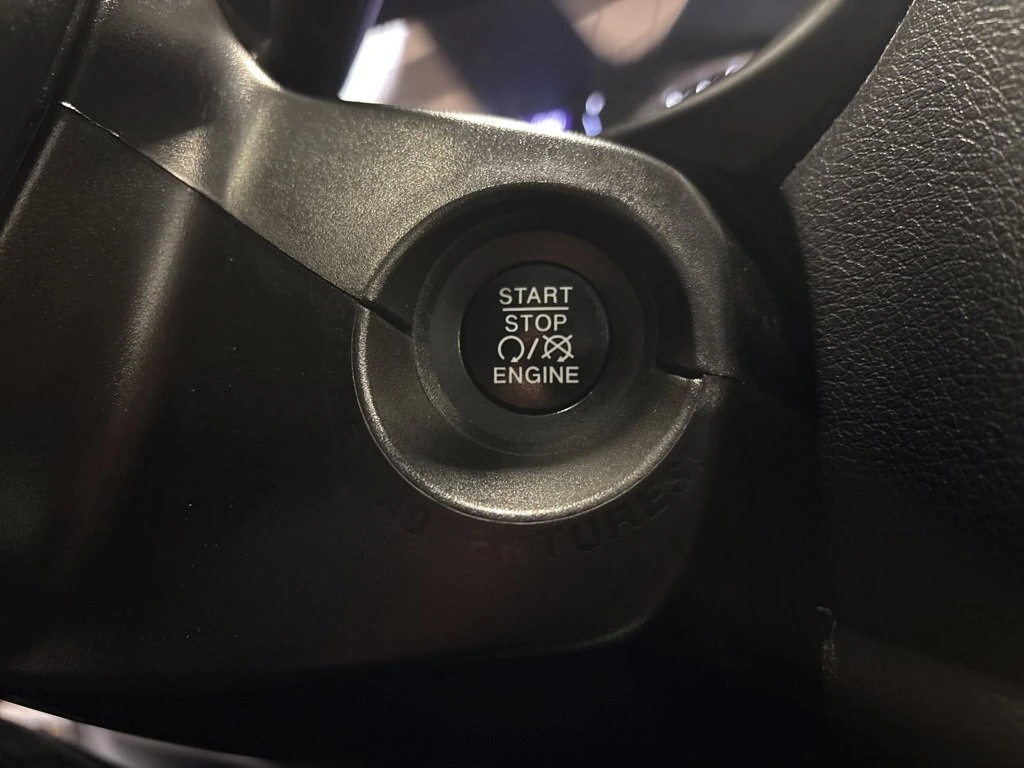 START
STOP
/
ENGINE